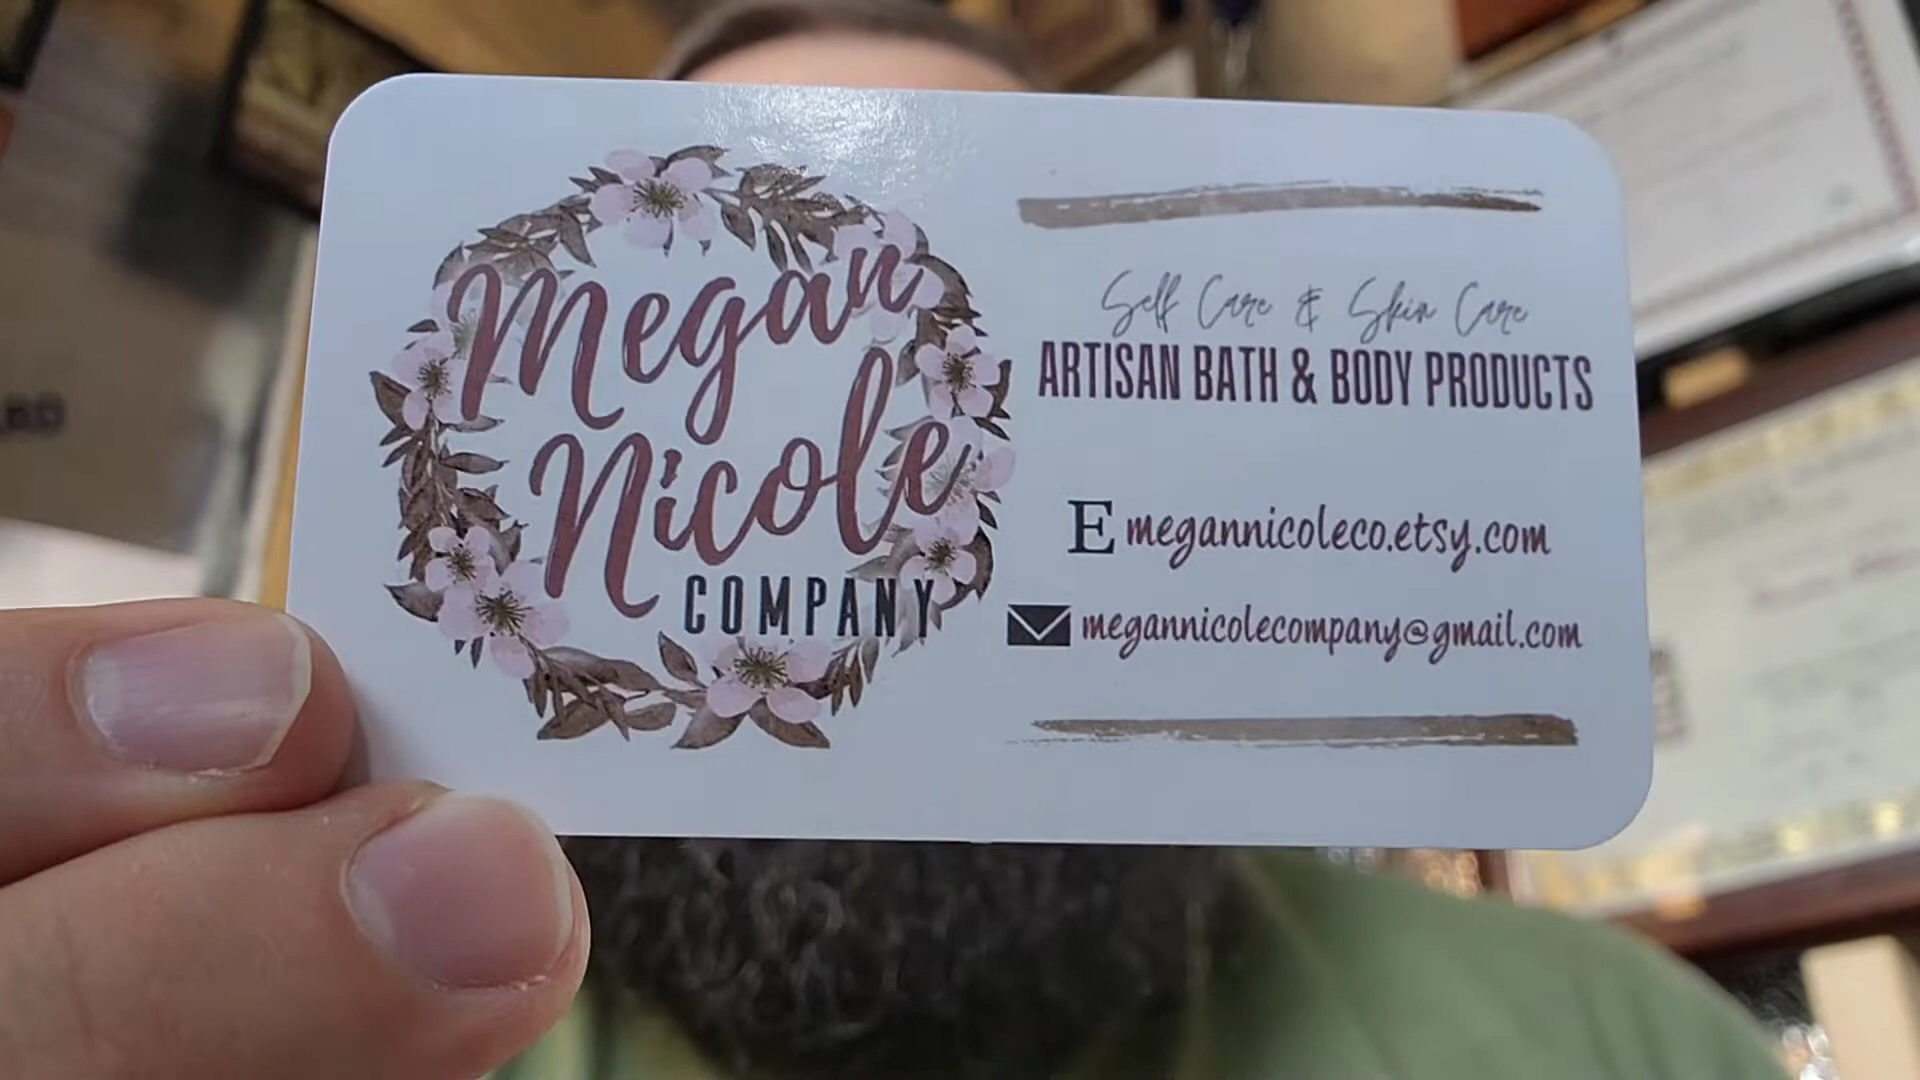 Megan
Nicole
COMPANY
Self Care & Skin Care
ARTISAN BATH & BODY PRODUCTS
E megannicoleco.etsy.com
megannicolecompany@gmail.com